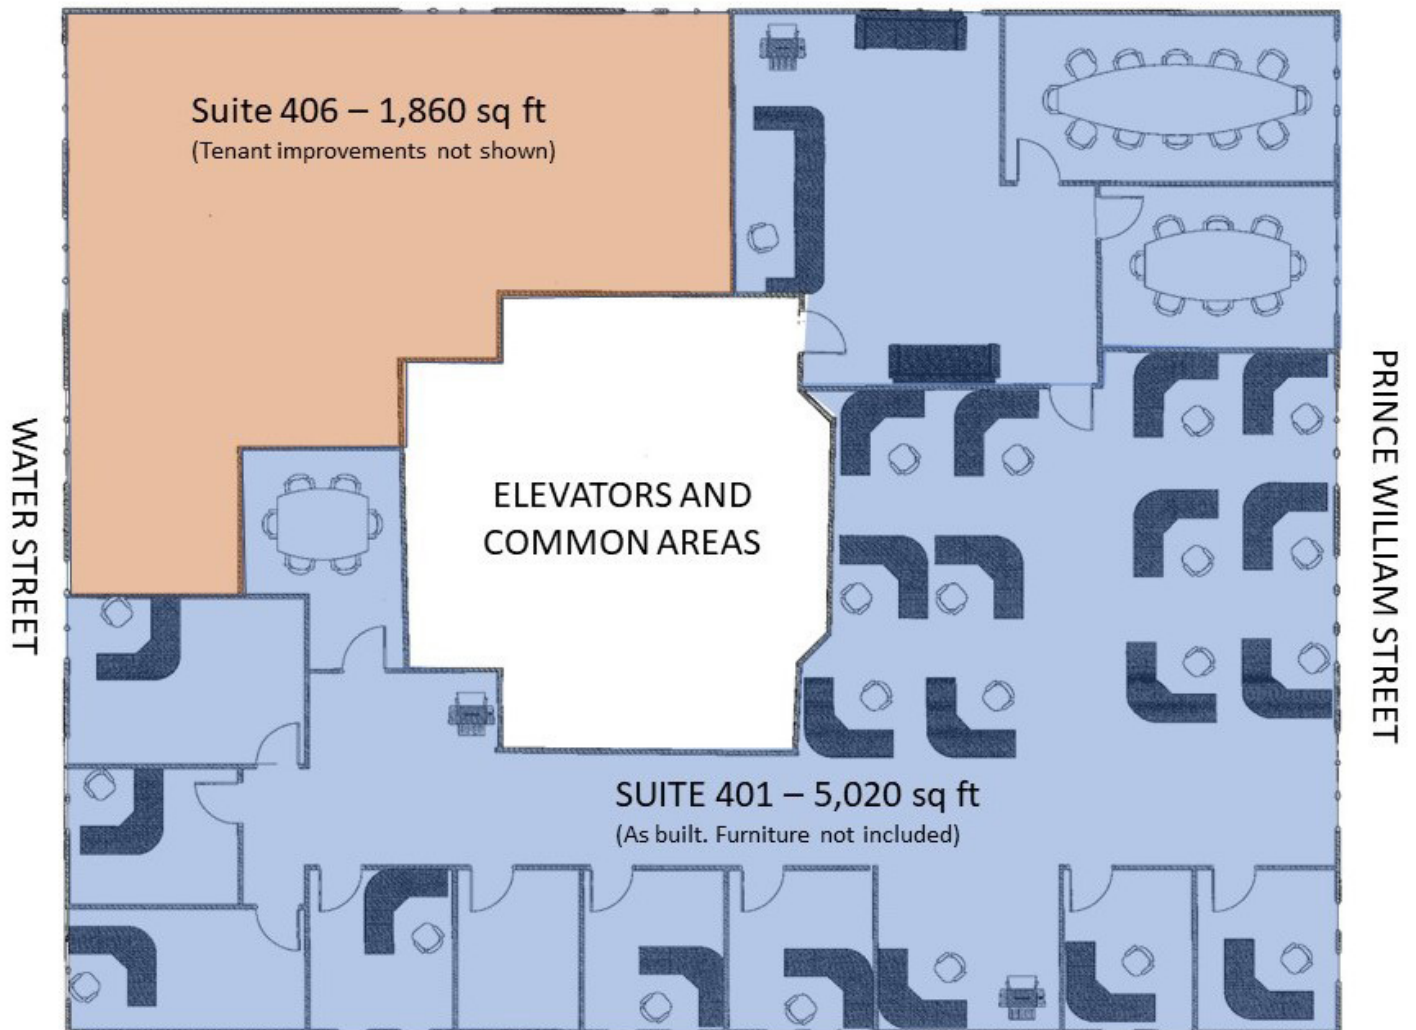 Suite 406 – 1,860 sq ft
(Tenant improvements not shown)
WATER STREET
ELEVATORS AND
COMMON AREAS
PRINCE WILLIAM STREET
SUITE 401 – 5,020 sq ft
(As built. Furniture not included)